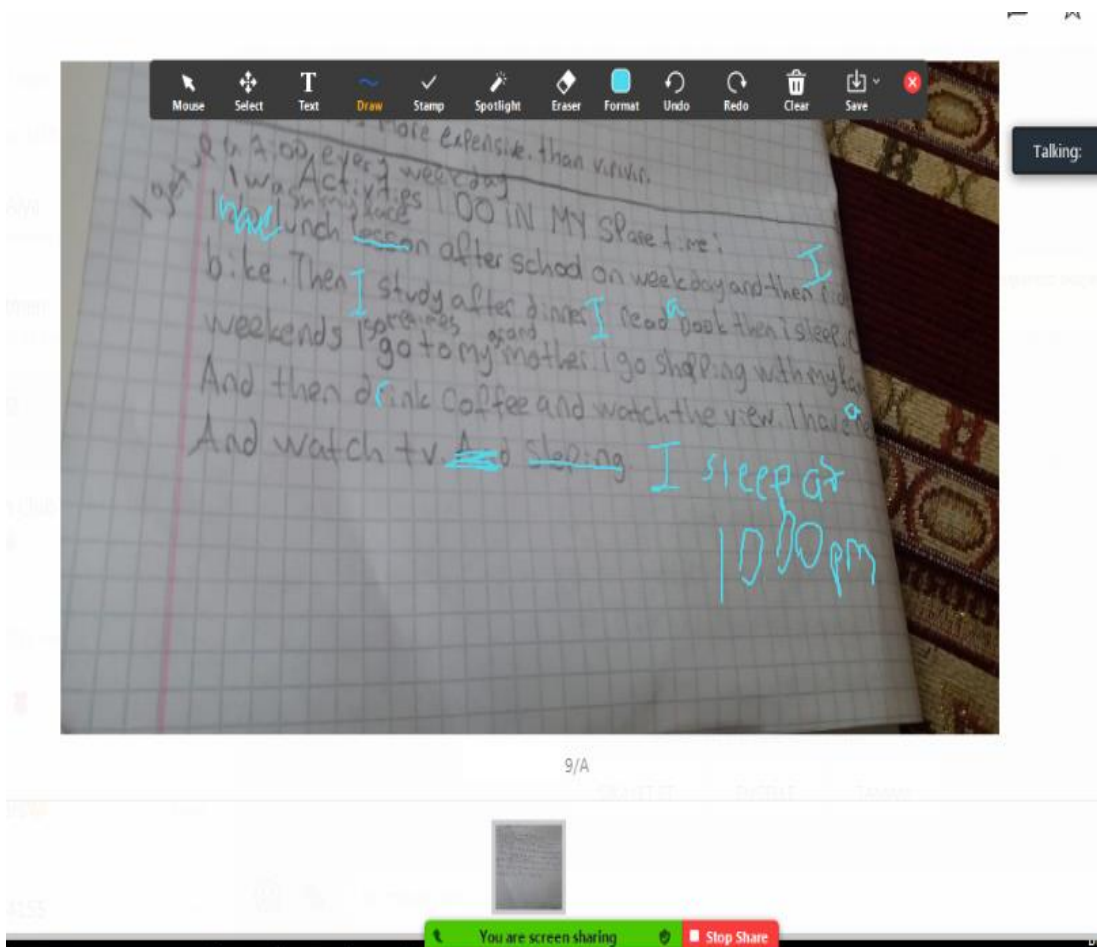 Talking:
Mouse Select Text Draw Stamp Spotlight Eraser Format Undo Redo Clear Save
more expensive. than
I get up a 7:00 every weekday
I wash my face
Activities I DO IN MY Spare time:
I have lunch lesson after school on weekday and then I
bike. Then I study after dinner I read a book then I sleep.
weekends I sometimes go to my grand mother. I go shopping with my
And then drink coffee and watch the view. I have a
And watch tv. And sleping. I sleep at
10 00 pm
9/A
You are screen sharing Stop Share